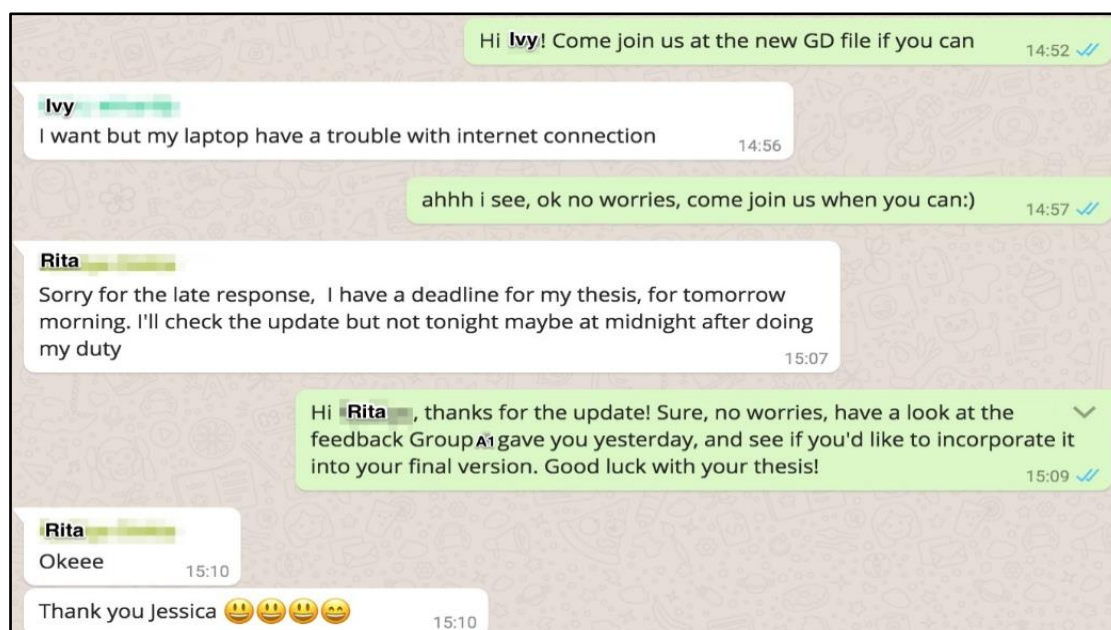 Hi Ivy! Come join us at the new GD file if you can
14:52
Ivy
I want but my laptop have a trouble with internet connection
14:56
ahhh i see, ok no worries, come join us when you can:)
14:57
Rita
Sorry for the late response, I have a deadline for my thesis, for tomorrow
morning. I'll check the update but not tonight maybe at midnight after doing
my duty
15:07
Hi Rita, thanks for the update! Sure, no worries, have a look at the
feedback Group A1 gave you yesterday, and see if you'd like to incorporate it
into your final version. Good luck with your thesis!
15:09
Rita
Okeee
15:10
Thank you Jessica 😃😃😃😄
15:10